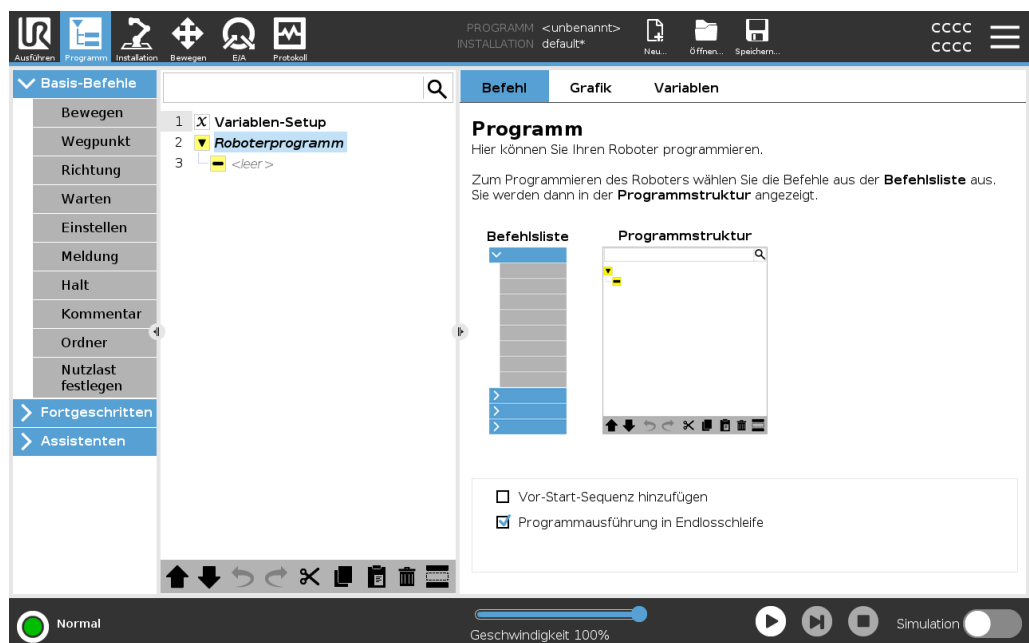 PROGRAMM <unbenannt>
INSTALLATION default*
CCCC
CCCC
Ausführen Programm Installation Bewegen E/A Protokoll
Neu... Öffnen... Speichern...
Basis-Befehle
Bewegen
Wegpunkt
Richtung
Warten
Einstellen
Meldung
Halt
Kommentar
Ordner
Nutzlast
festlegen
Fortgeschritten
Assistenten
1 X Variablen-Setup
2 Roboterprogramm
3 <leer>
Befehl Grafik Variablen
Programm
Hier können Sie Ihren Roboter programmieren.
Zum Programmieren des Roboters wählen Sie die Befehle aus der Befehlsliste aus.
Sie werden dann in der Programmstruktur angezeigt.
Befehlsliste Programmstruktur
Vor-Start-Sequenz hinzufügen
Programmausführung in Endlosschleife
Normal
Geschwindigkeit 100%
Simulation